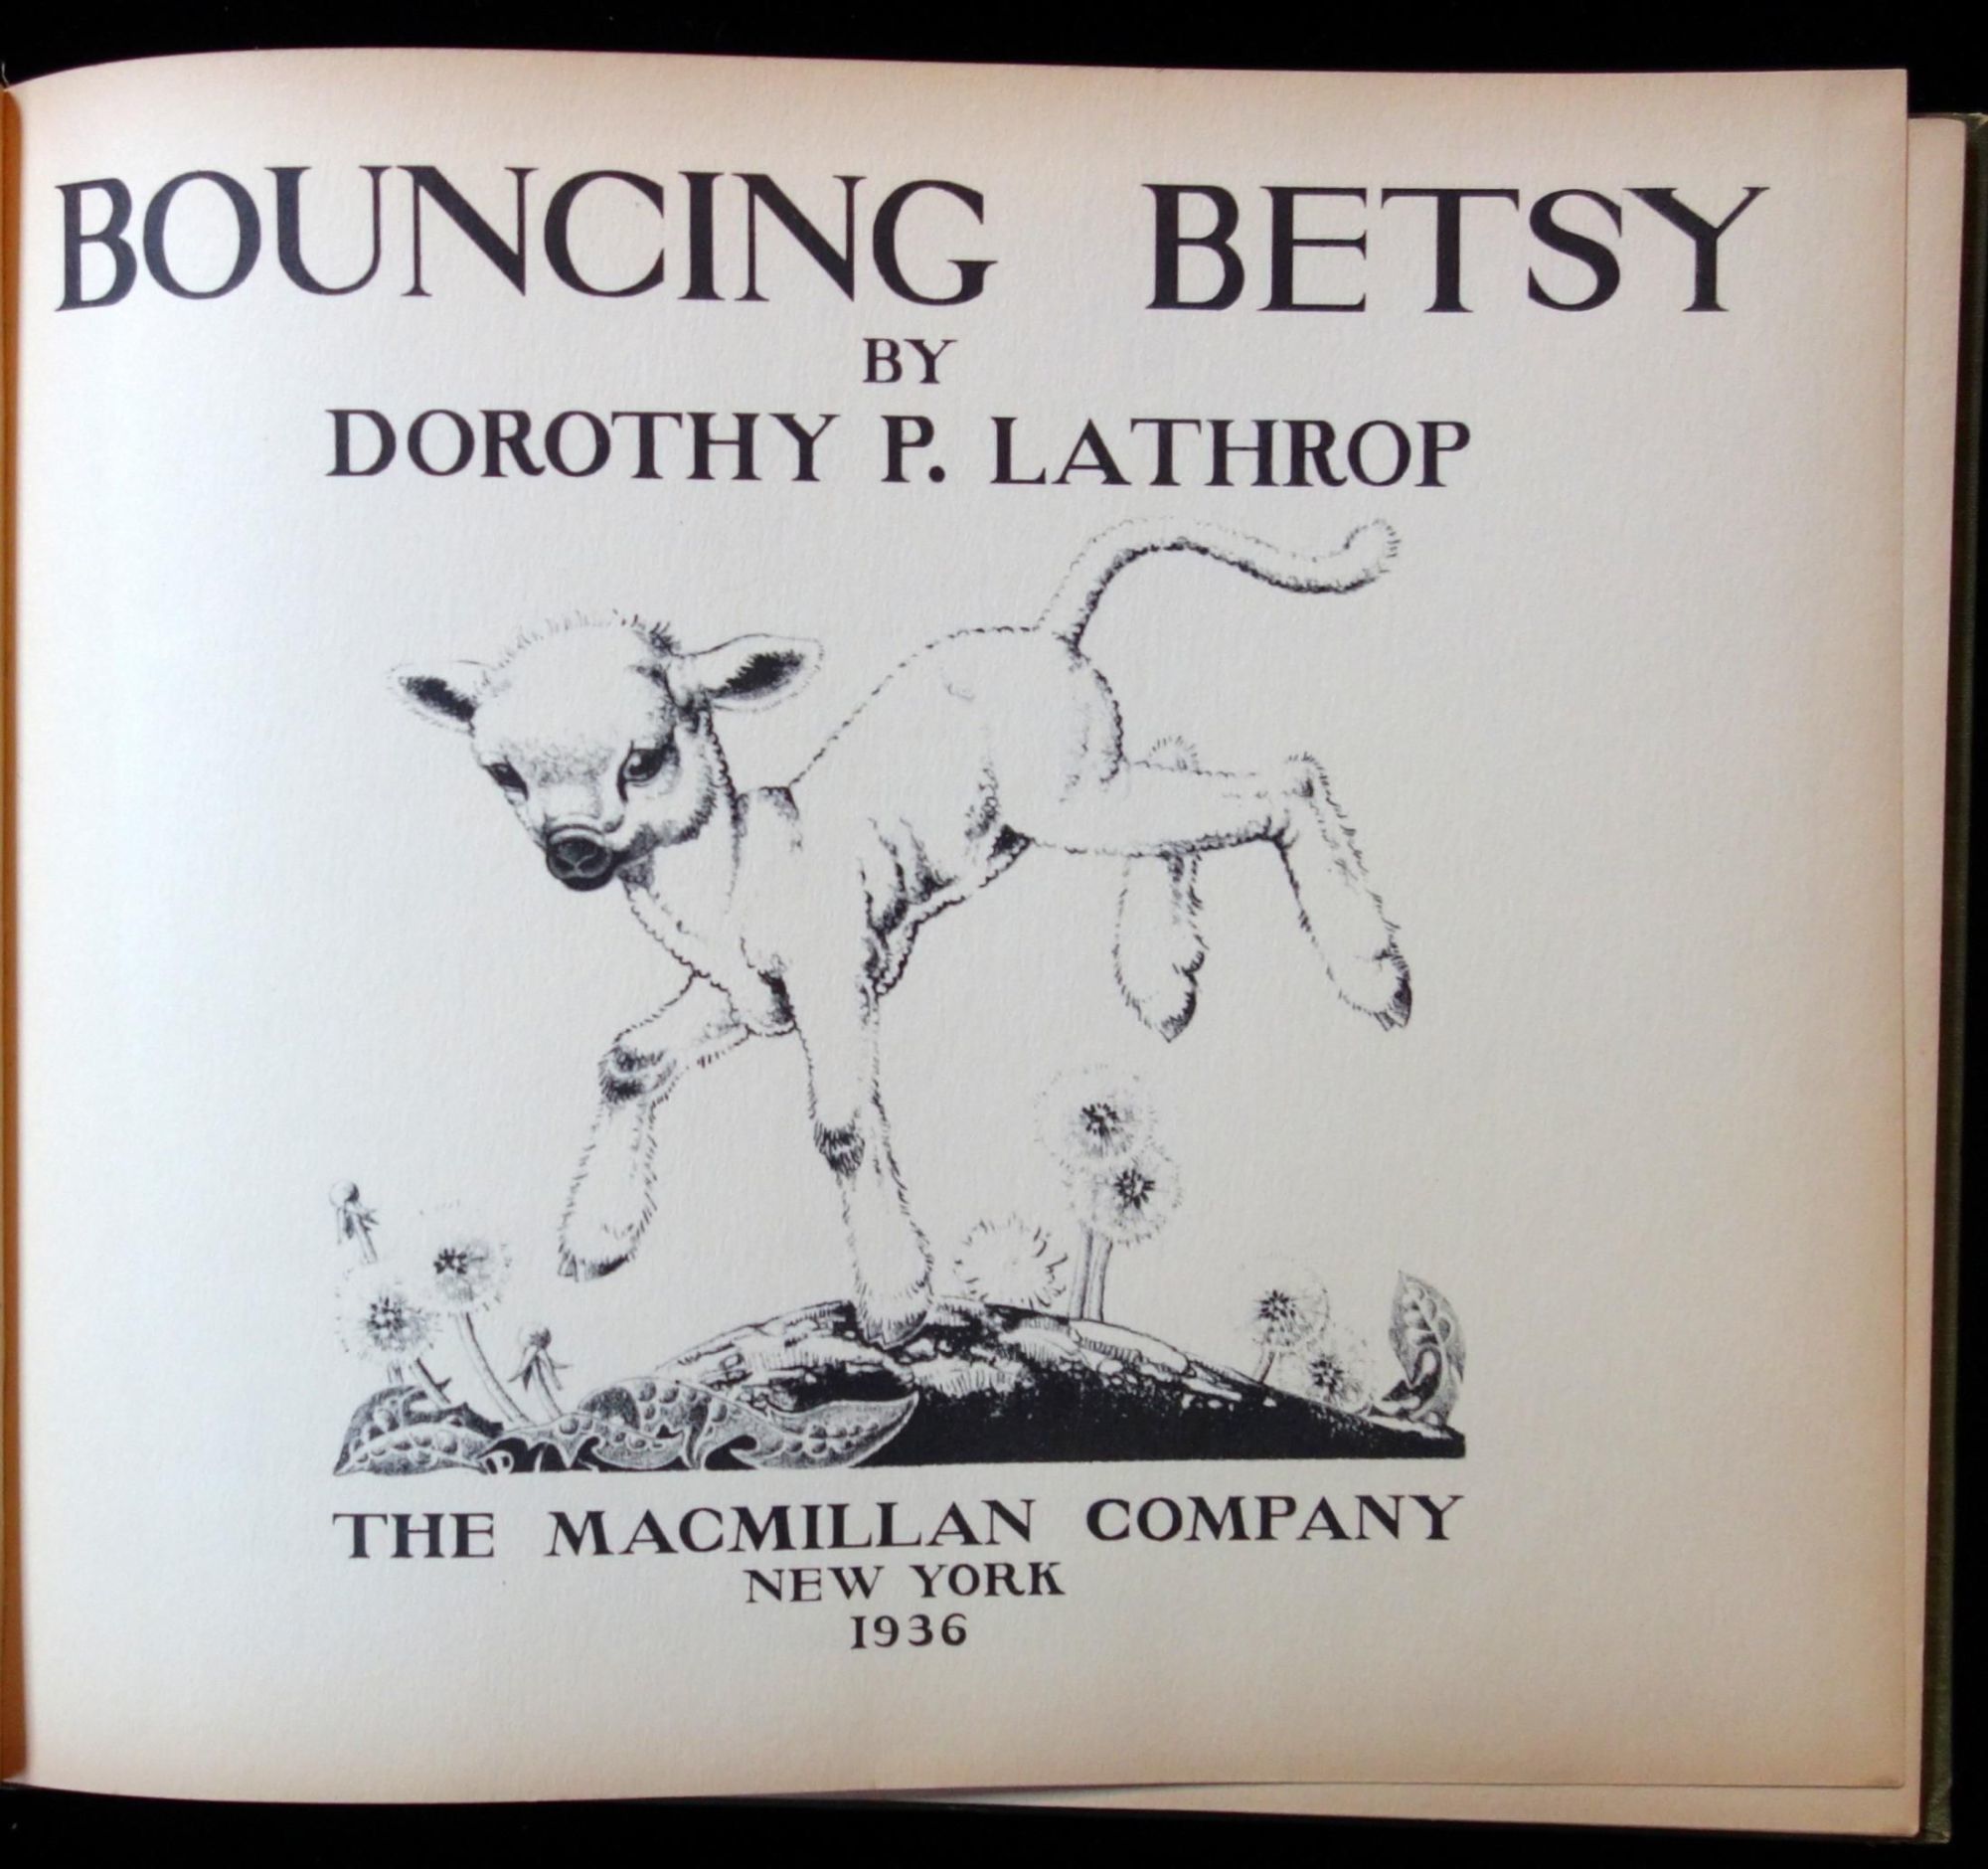 BOUNCING BETSY
BY
DOROTHY P. LATHROP
THE MACMILLAN COMPANY
NEW YORK
1936